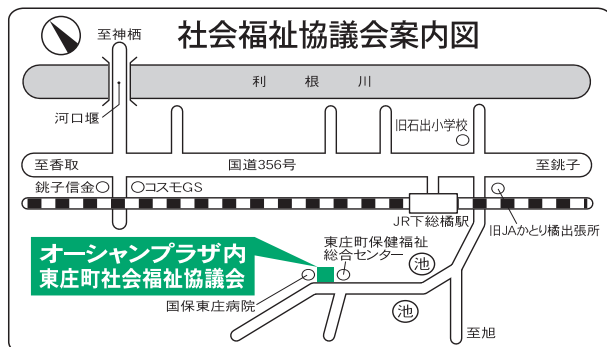 社会福祉協議会案内図
至神栖
利根川
河口堰
旧石出小学校
至香取
国道356号
至銚子
銚子信金
コスモGS
JR下総橘駅
旧JAかとり橘出張所
オーシャンプラザ内
東庄町社会福祉協議会
東庄町保健福祉
総合センター
池
国保東庄病院
池
至旭